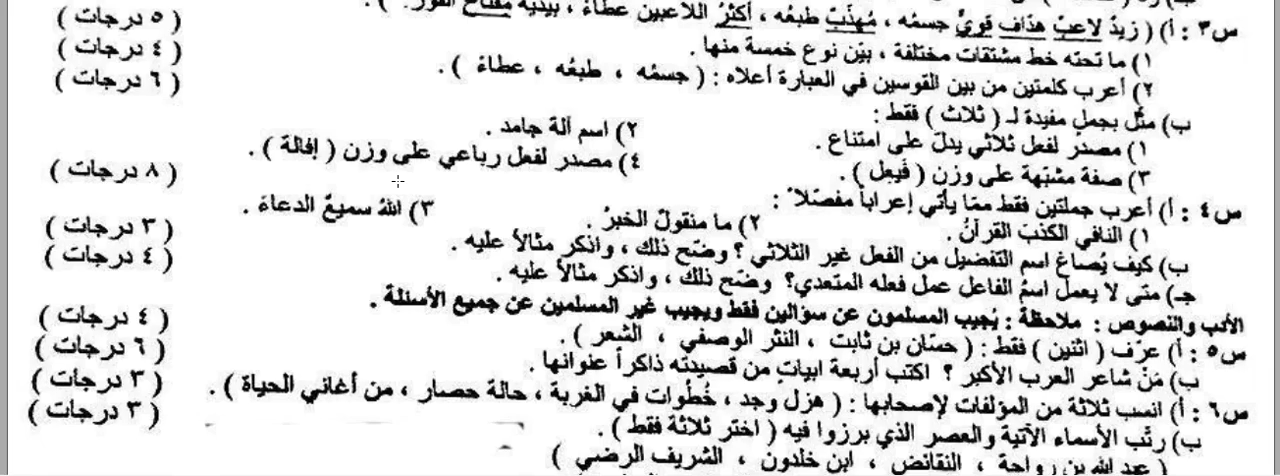 س٣ : أ) ( زيدٌ لاعبٌ هدّاف قويٌّ جسمُه ، مُهذّبٌ طبعُه ، أكثرُ اللاعبين عطاءً ، بيديه مفتاح الفوز ) . ( ٥ درجات )
١) ما تحته خط مشتقات مختلفة ، بيّن نوع خمسة منها . ( ٤ درجات )
٢) أعرب كلمتين من بين القوسين في العبارة أعلاه : ( جسمُه ، طبعُه ، عطاءً ) . ( ٦ درجات )
ب) مثّل بجملٍ مفيدة لـ ( ثلاث ) فقط :
١) مصدر لفعل ثلاثي يدلّ على امتناع . ٢) اسم آلة جامد .
٣) صفة مشبّهة على وزن ( فَيعِل ) . ٤) مصدر لفعل رباعي على وزن ( إفالة ) .
س٤ : أ) أعرب جملتين فقط ممّا يأتي إعراباً مفصّلاً : ( ٨ درجات )
١) النافي الكذبَ القرآنُ . ٢) ما منقولٌ الخبرُ . ٣) اللهُ سميعٌ الدعاءَ .
ب) كيف يُصاغ اسم التفضيل من الفعل غير الثلاثي ؟ وضّح ذلك ، واذكر مثالاً عليه . ( ٣ درجات )
جـ) متى لا يعمل اسمُ الفاعل عمل فعله المتعدي؟ وضّح ذلك ، واذكر مثالاً عليه . ( ٤ درجات )
الأدب والنصوص : ملاحظة : يُجيب المسلمون عن سؤالين فقط ويجيب غير المسلمين عن جميع الأسئلة .
س٥ : أ) عرّف ( اثنين ) فقط : ( حسّان بن ثابت ، النثر الوصفي ، الشعر ) . ( ٤ درجات )
ب) مَنْ شاعر العرب الأكبر ؟ اكتب أربعة ابياتٍ من قصيدته ذاكراً عنوانها . ( ٦ درجات )
س٦ : أ) انسب ثلاثة من المؤلفات لإصحابها : ( هزل وجد ، خُطُوات في الغربة ، حالة حصار ، من أغاني الحياة ) . ( ٣ درجات )
ب) رتّب الأسماء الآتية والعصر الذي برزوا فيه ( اختر ثلاثة فقط ) . ( ٣ درجات )
( عبد الله بن رواحة ، النقائض ، ابن خلدون ، الشريف الرضي )